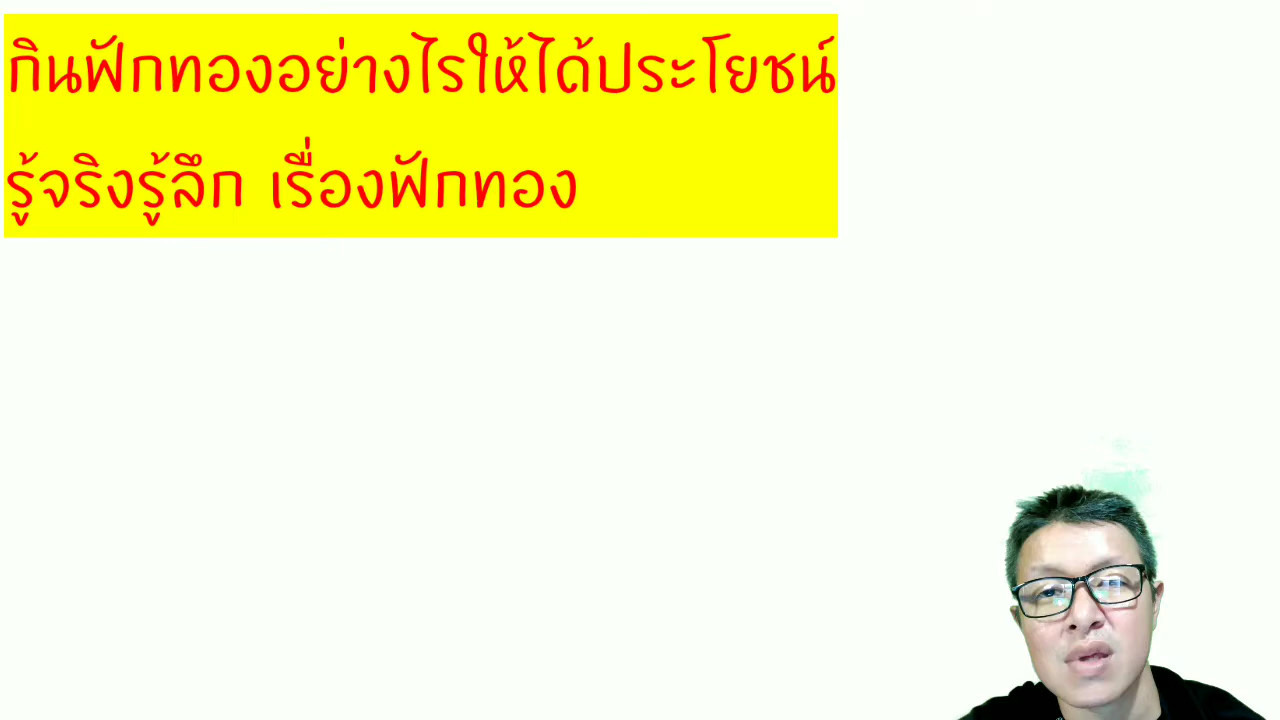 กินฟักทองอย่างไรให้ได้ประโยชน์
รู้จริงรู้ลึก เรื่องฟักทอง